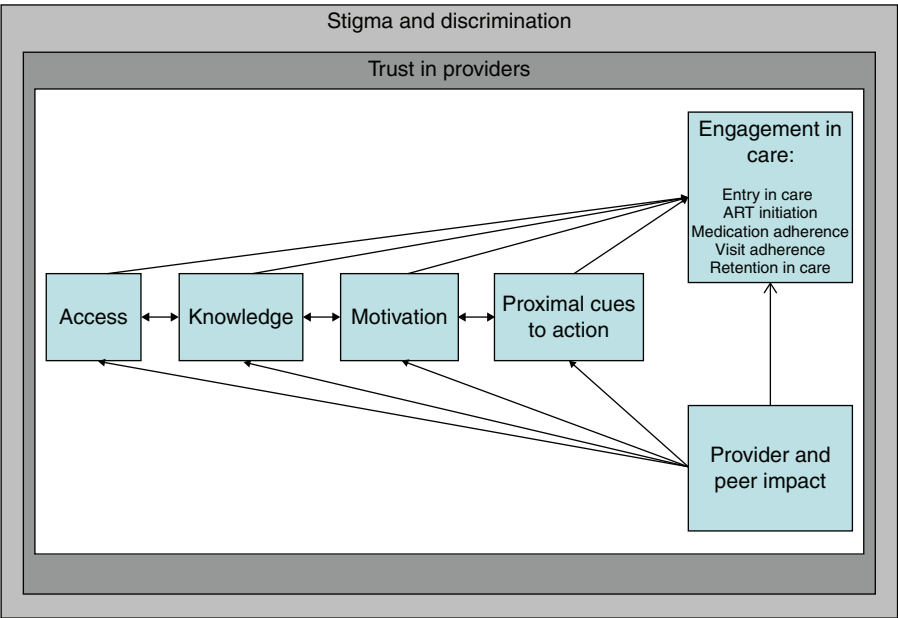 Stigma and discrimination
Trust in providers
Engagement in
care:
Entry in care
ART initiation
Medication adherence
Visit adherence
Retention in care
Access
Knowledge
Motivation
Proximal cues
to action
Provider and
peer impact